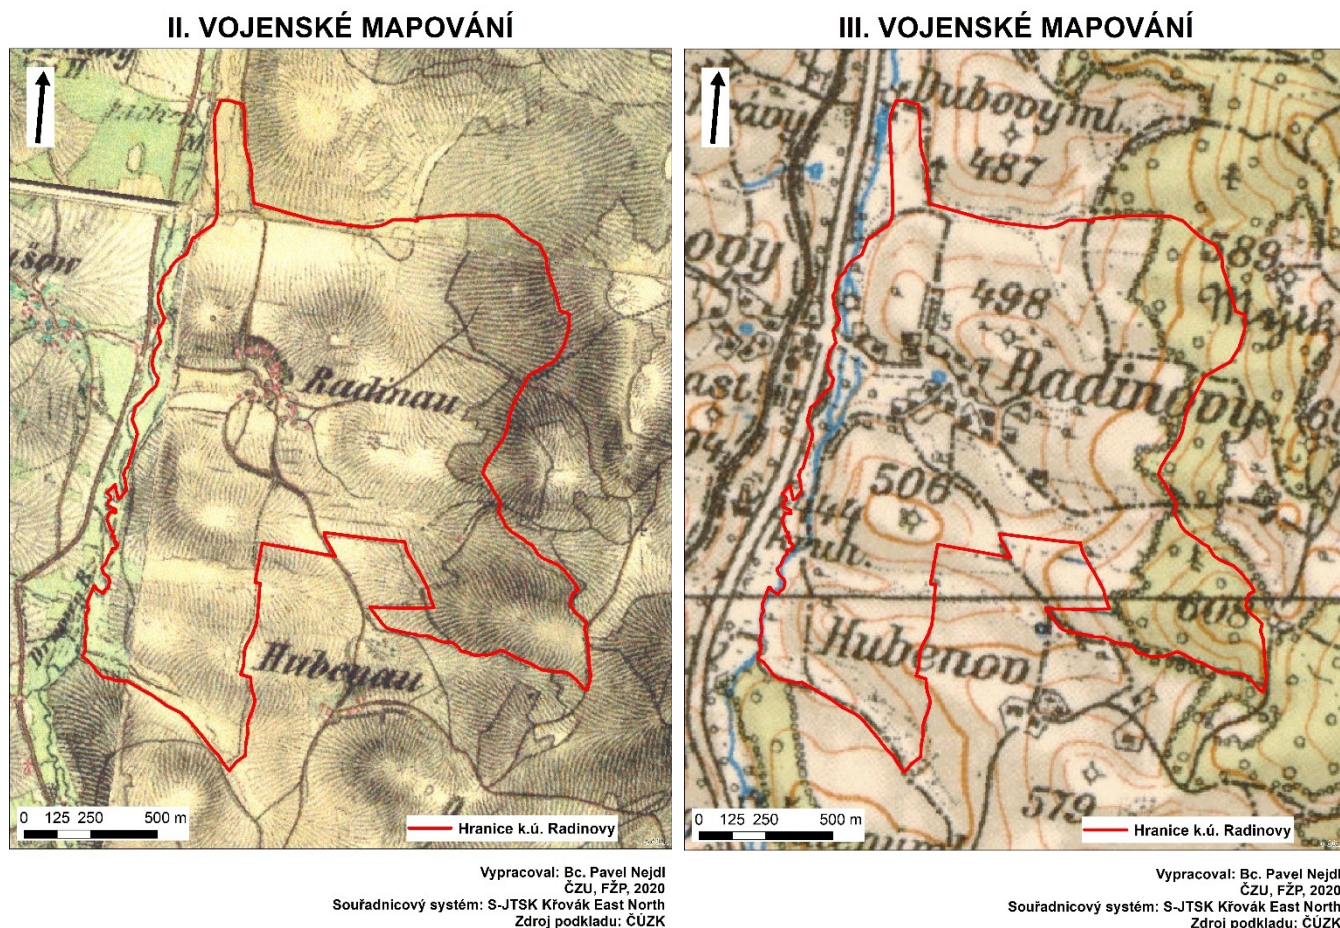 II. VOJENSKÉ MAPOVÁNÍ
Radinau
Hubenau
0 125 250 500 m
Hranice k.ú. Radinovy
Vypracoval: Bc. Pavel Nejdl
ČZU, FŽP, 2020
Souřadnicový systém: S-JTSK Křovák East North
Zdroj podkladu: ČÚZK
III. VOJENSKÉ MAPOVÁNÍ
Dubový ml.
487
589
498
Radinovy
506
608
Hubenov
579
0 125 250 500 m
Hranice k.ú. Radinovy
Vypracoval: Bc. Pavel Nejdl
ČZU, FŽP, 2020
Souřadnicový systém: S-JTSK Křovák East North
Zdroj podkladu: ČÚZK